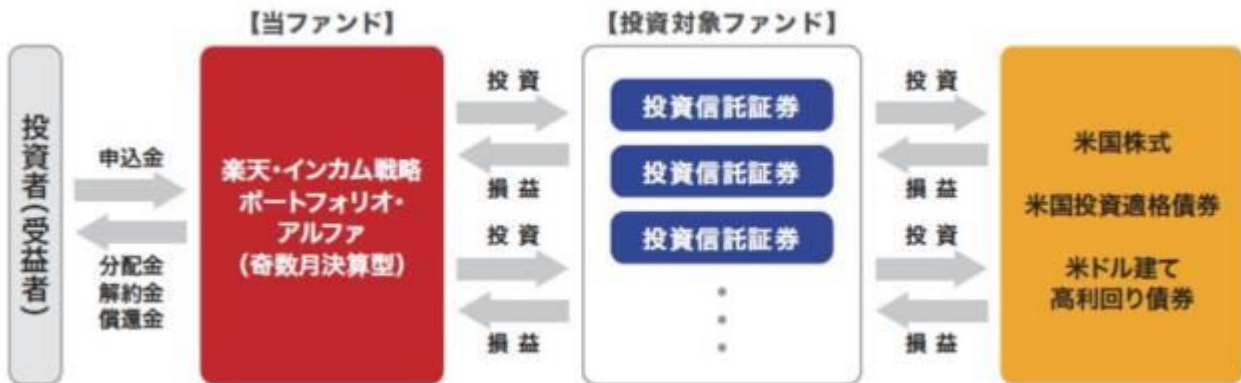 【当ファンド】
【投資対象ファンド】
投資者(受益者)
申込金
分配金
解約金
償還金
楽天・インカム戦略
ポートフォリオ・
アルファ
(奇数月決算型)
投資
損益
投資
損益
投資信託証券
投資信託証券
投資信託証券
投資
損益
投資
損益
米国株式
米国投資適格債券
米ドル建て
高利回り債券